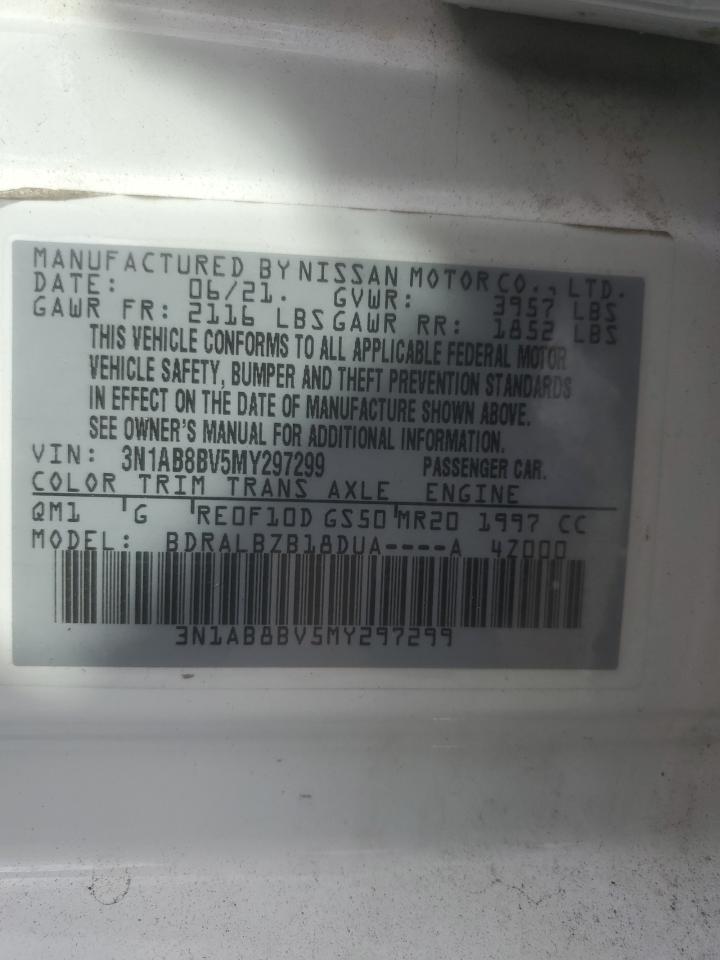 MANUFACTURED BY NISSAN MOTOR CO., LTD.
DATE: 06/21. GVWR: 3957 LBS
GAWR FR: 2116 LBS GAWR RR: 1852 LBS
THIS VEHICLE CONFORMS TO ALL APPLICABLE FEDERAL MOTOR
VEHICLE SAFETY, BUMPER AND THEFT PREVENTION STANDARDS
IN EFFECT ON THE DATE OF MANUFACTURE SHOWN ABOVE.
SEE OWNER'S MANUAL FOR ADDITIONAL INFORMATION.
VIN: 3N1AB8BV5MY297299 PASSENGER CAR.
COLOR TRIM TRANS AXLE ENGINE
QM1 G RE0F10D GS50 MR20 1997 CC
MODEL: BDRALBZB18DUA----A 4Z000
3N1AB8BV5MY297299